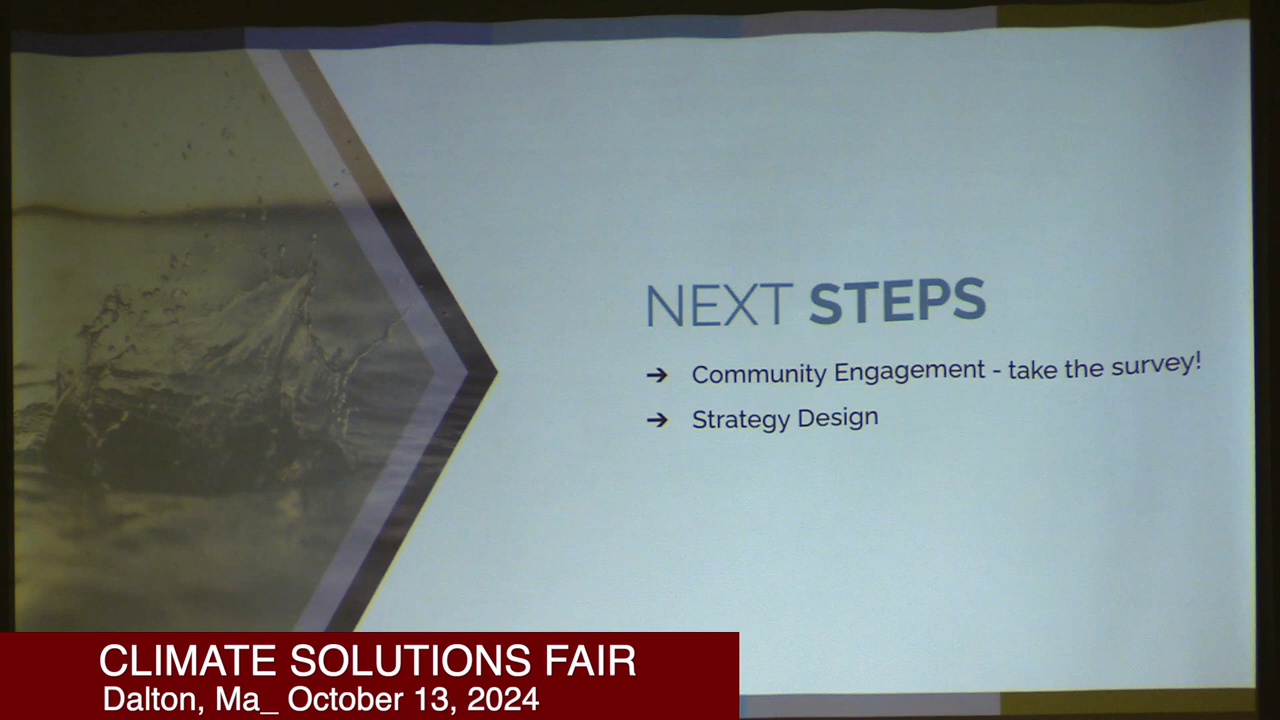 NEXT STEPS
➔ Community Engagement - take the survey!
➔ Strategy Design
CLIMATE SOLUTIONS FAIR
Dalton, Ma_ October 13, 2024